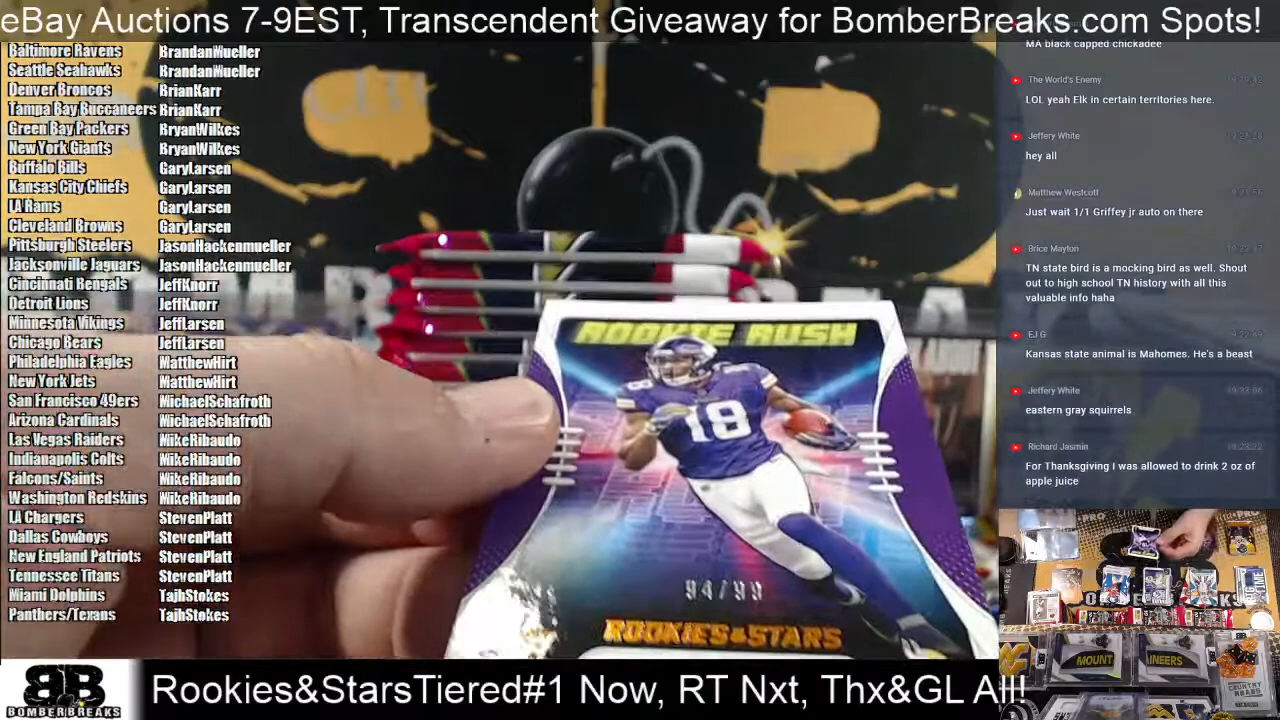 eBay Auctions 7-9EST, Transcendent Giveaway for BomberBreaks.com Spots!
Baltimore Ravens BrandanMueller
Seattle Seahawks BrandanMueller
Denver Broncos BrianKarr
Tampa Bay Buccaneers BrianKarr
Green Bay Packers BryanWilkes
New York Giants BryanWilkes
Buffalo Bills GaryLarsen
Kansas City Chiefs GaryLarsen
LA Rams GaryLarsen
Cleveland Browns GaryLarsen
Pittsburgh Steelers JasonHackenmueller
Jacksonville Jaguars JasonHackenmueller
Cincinnati Bengals JeffKnorr
Detroit Lions JeffKnorr
Minnesota Vikings JeffLarsen
Chicago Bears JeffLarsen
Philadelphia Eagles MatthewHirt
New York Jets MatthewHirt
San Francisco 49ers MichaelSchafroth
Arizona Cardinals MichaelSchafroth
Las Vegas Raiders MikeRibaudo
Indianapolis Colts MikeRibaudo
Falcons/Saints MikeRibaudo
Washington Redskins MikeRibaudo
LA Chargers StevenPlatt
Dallas Cowboys StevenPlatt
New England Patriots StevenPlatt
Tennessee Titans StevenPlatt
Miami Dolphins TajhStokes
Panthers/Texans TajhStokes
ROOKIE RUSH
18
94/99
ROOKIES&STARS
MA black capped chickadee
The World's Enemy
LOL yeah Elk in certain territories here.
Jeffery White
hey all
Matthew Westcott
Just wait 1/1 Griffey jr auto on there
Brice Mayton
TN state bird is a mocking bird as well. Shout
out to high school TN history with all this
valuable info haha
EJ G
Kansas state animal is Mahomes. He's a beast
Jeffery White
eastern gray squirrels
Richard Jasmin
For Thanksgiving I was allowed to drink 2 oz of
apple juice
MOUNT INEERS
COUNTRY
BB
BOMBERBREAKS
Rookies&StarsTiered#1 Now, RT Nxt, Thx&GL All!